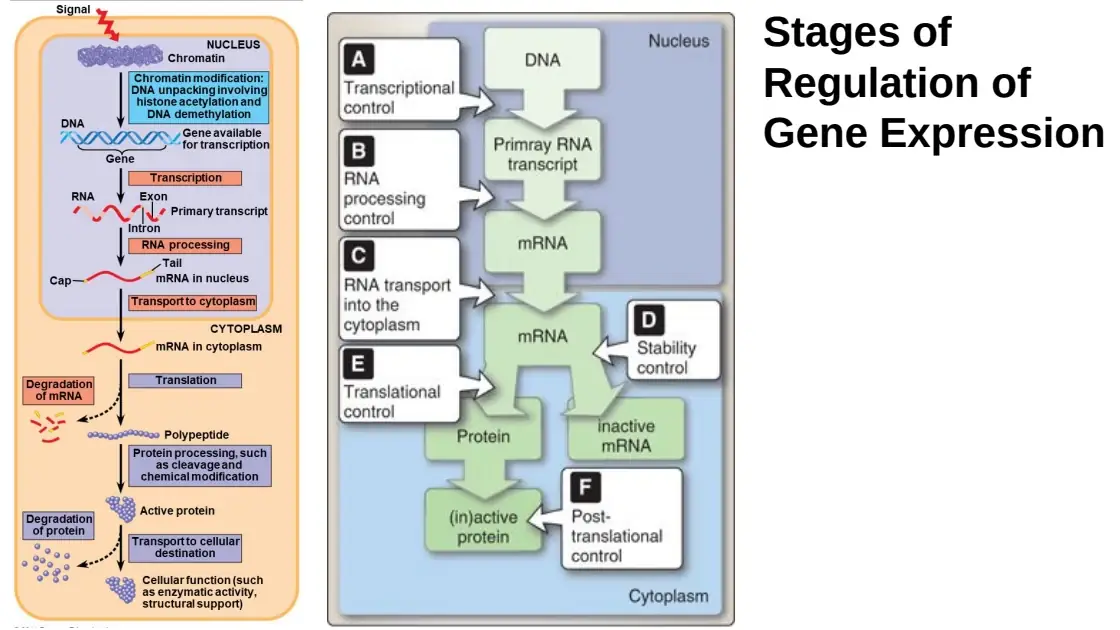 Signal
NUCLEUS
Chromatin
Chromatin modification:
DNA unpacking involving
histone acetylation and
DNA demethylation
DNA
Gene available
for transcription
Gene
Transcription
RNA
Exon
Primary transcript
Intron
RNA processing
Tail
Cap
mRNA in nucleus
Transport to cytoplasm
CYTOPLASM
mRNA in cytoplasm
Degradation
of mRNA
Translation
Polypeptide
Protein processing, such
as cleavage and
chemical modification
Active protein
Degradation
of protein
Transport to cellular
destination
Cellular function (such
as enzymatic activity,
structural support)
Nucleus
A
Transcriptional
control
DNA
B
RNA
processing
control
Primray RNA
transcript
mRNA
C
RNA transport
into the
cytoplasm
mRNA
D
Stability
control
E
Translational
control
Protein
inactive
mRNA
F
Post-
translational
control
(in)active
protein
Cytoplasm
Stages of
Regulation of
Gene Expression